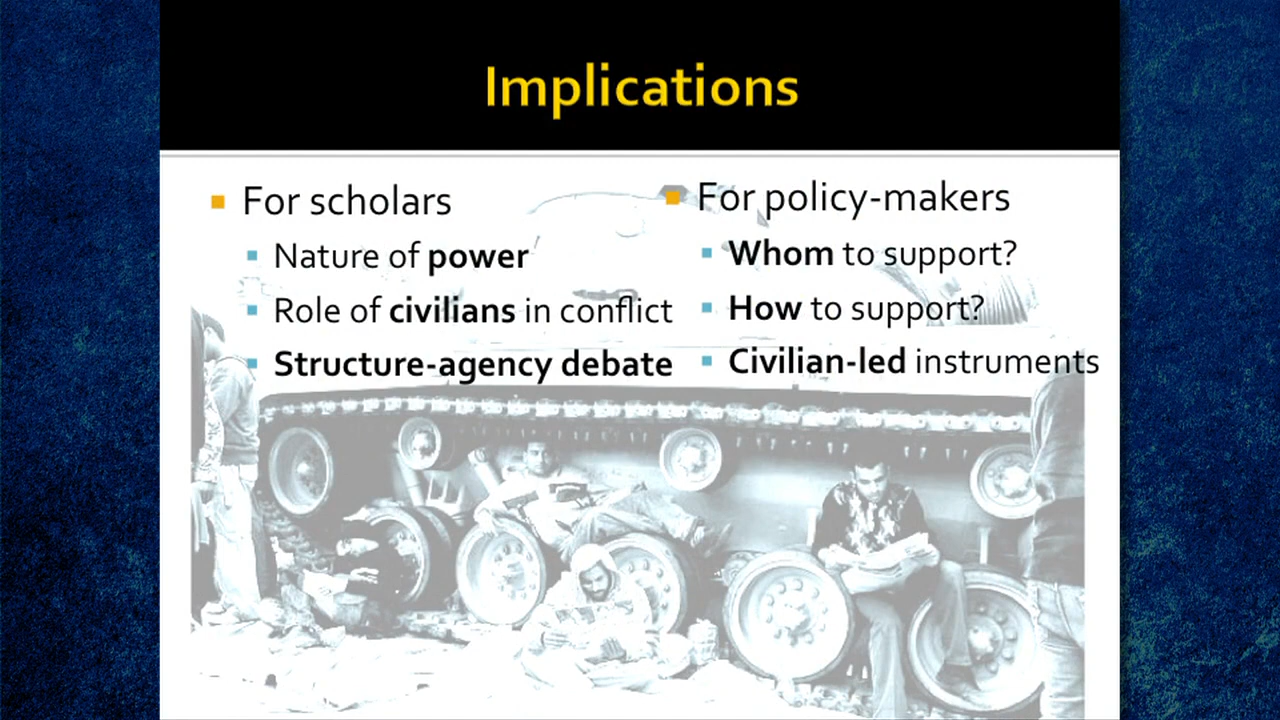 Implications
For scholars
Nature of power
Role of civilians in conflict
Structure-agency debate
For policy-makers
Whom to support?
How to support?
Civilian-led instruments